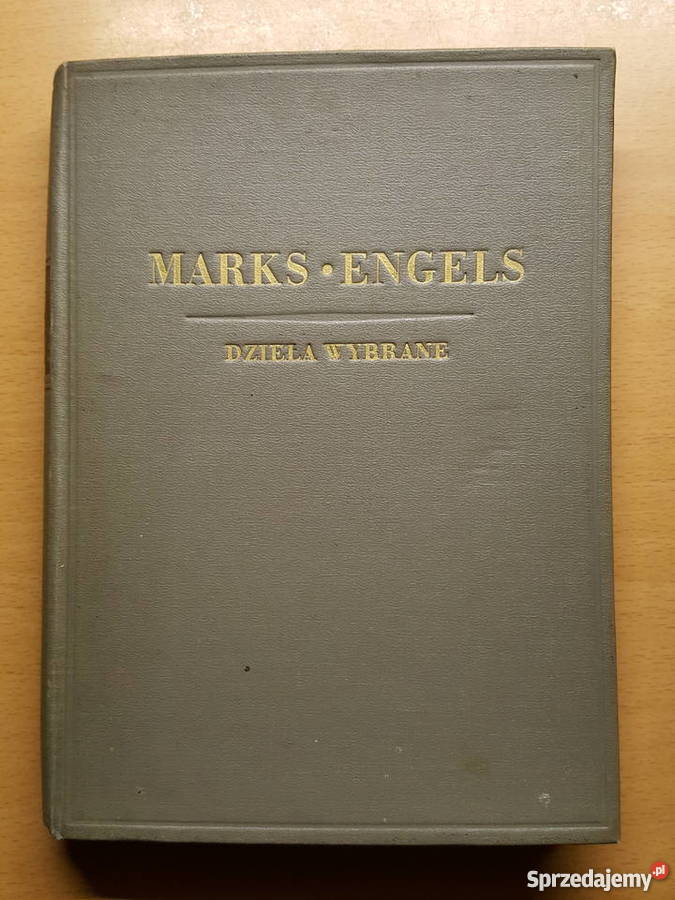 MARKS • ENGELS
DZIEŁA WYBRANE
Sprzedajemy.pl